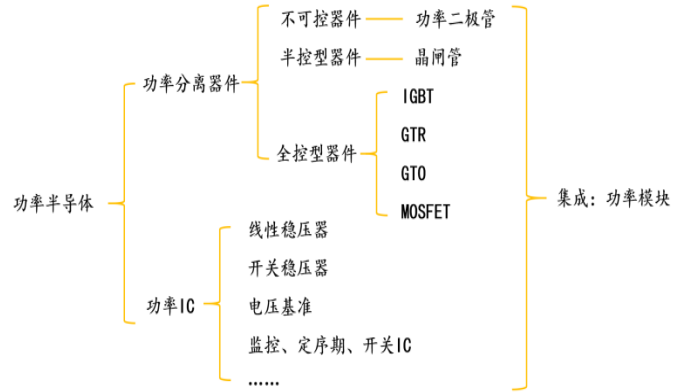 功率半导体
功率分离器件
不可控器件
功率二极管
半控型器件
晶闸管
全控型器件
IGBT
GTR
GTO
MOSFET
功率IC
线性稳压器
开关稳压器
电压基准
监控、定序期、开关IC
......
集成：功率模块